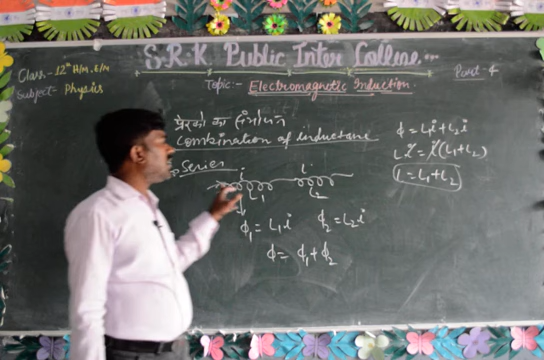 S.R.K. Public Inter College...
Class:- 12th H/M, E/M
Subject:- Physics
Topic:- Electromagnetic Induction.
Part-4
प्रेरकों का संयोजन
Combination of inductance
Series
i i
L₁ L₂
ϕ₁ = L₁i ϕ₂ = L₂i
ϕ = ϕ₁ + ϕ₂
ϕ = L₁i + L₂i
L i = i (L₁+L₂)
L = L₁+L₂